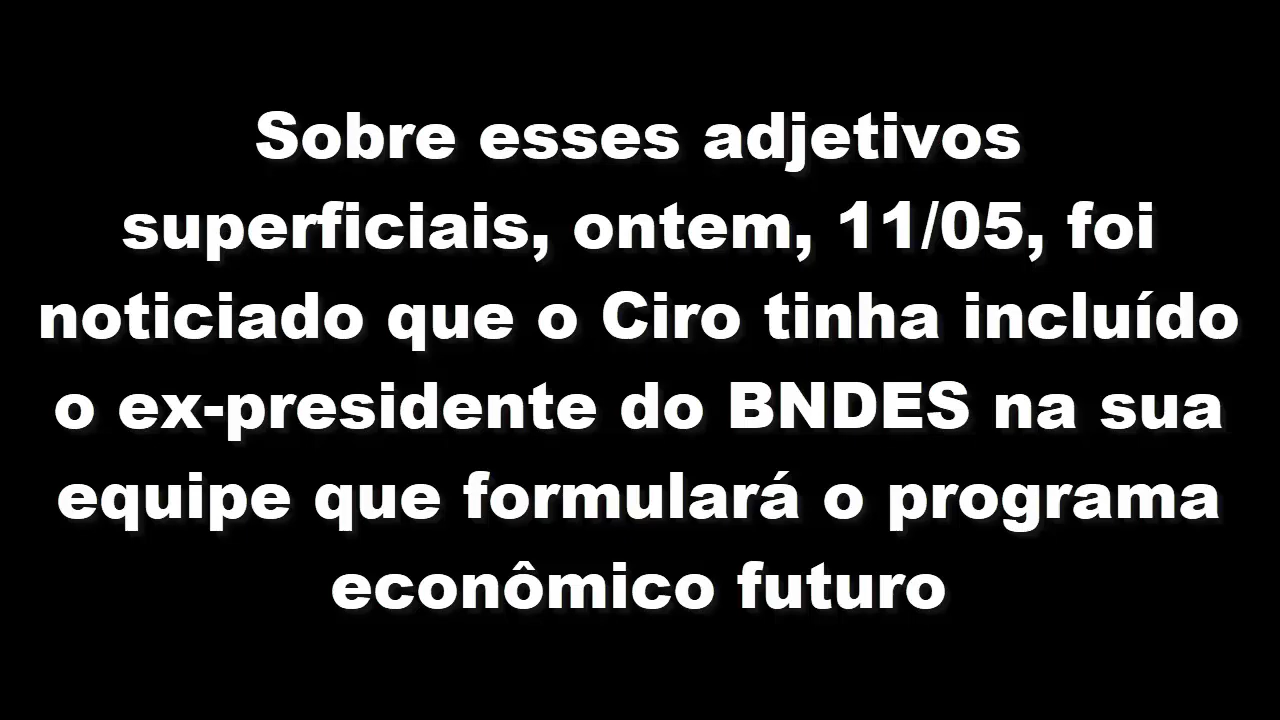 Sobre esses adjetivos
superficiais, ontem, 11/05, foi
noticiado que o Ciro tinha incluído
o ex-presidente do BNDES na sua
equipe que formulará o programa
econômico futuro